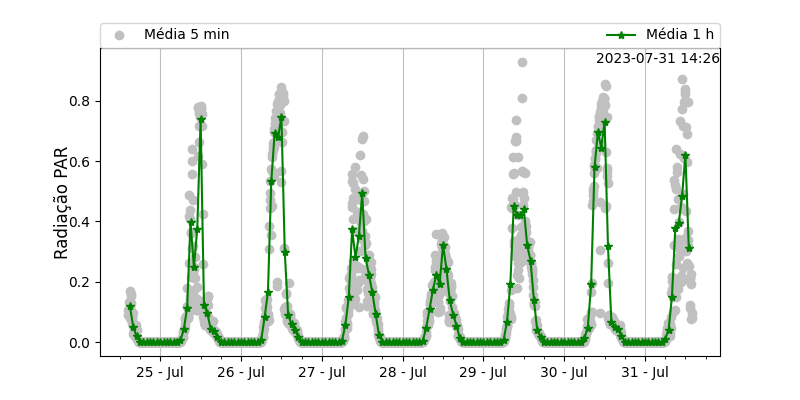 Média 5 min
Média 1 h
2023-07-31 14:26
Radiação PAR
0.8
0.6
0.4
0.2
0.0
25 - Jul
26 - Jul
27 - Jul
28 - Jul
29 - Jul
30 - Jul
31 - Jul